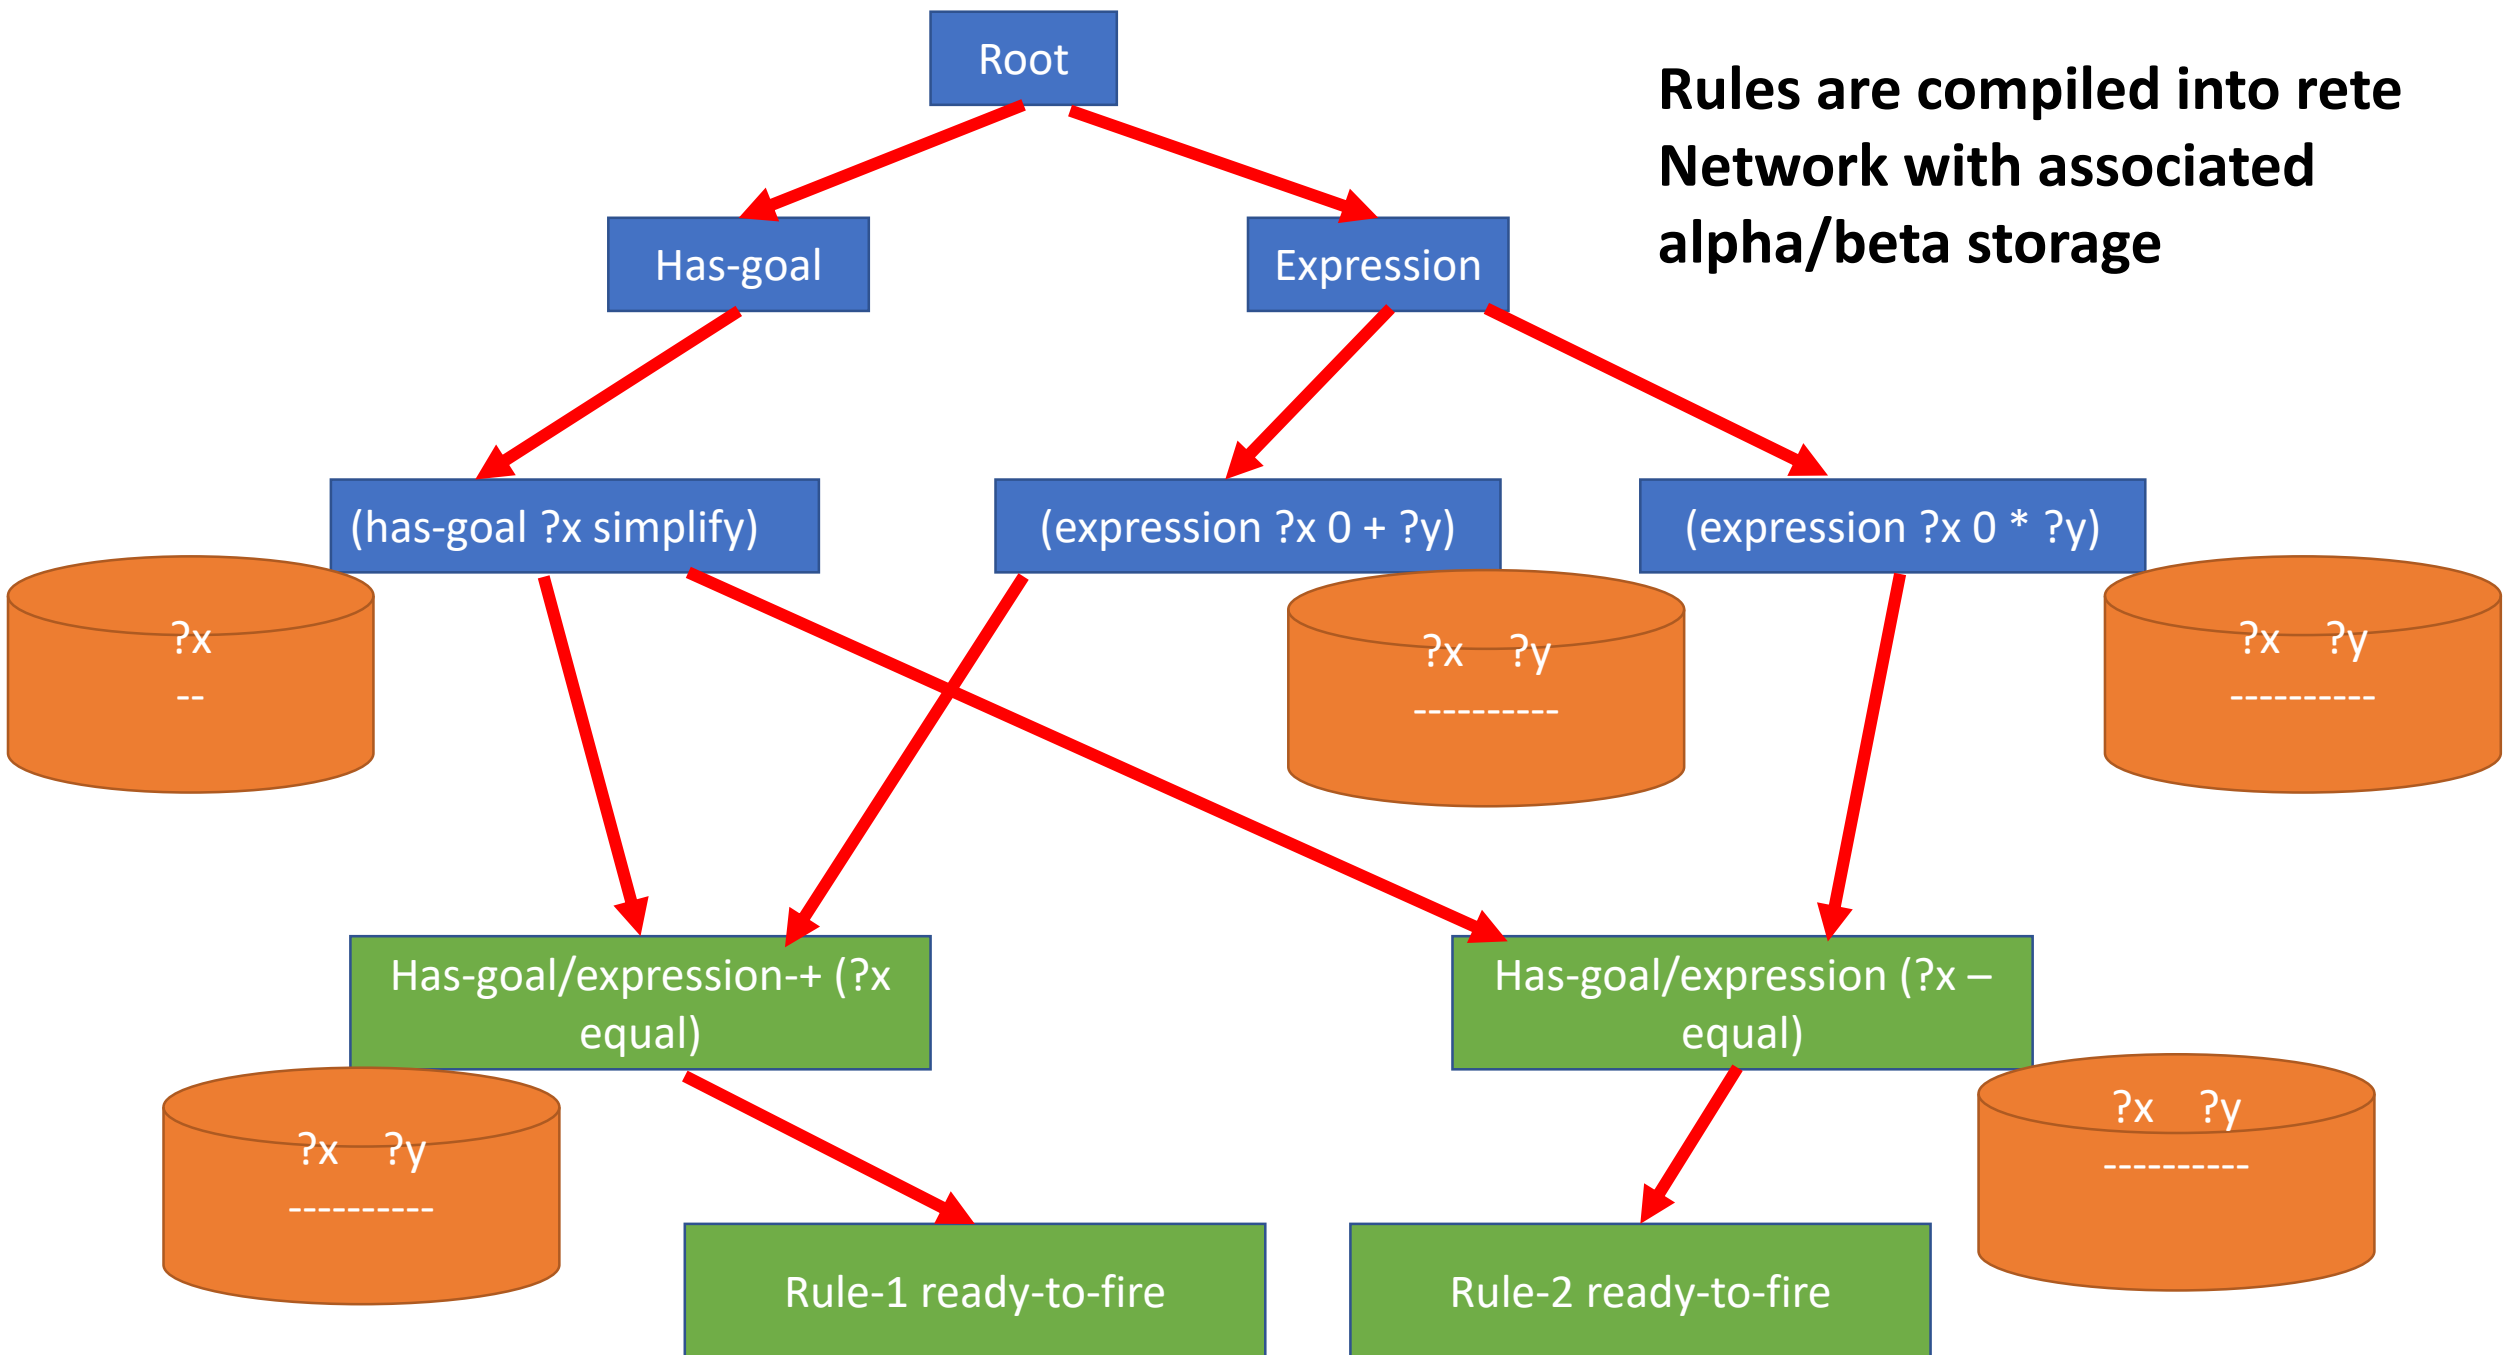 Root
Rules are compiled into rete
Network with associated
alpha/beta storage
Has-goal
Expression
(has-goal ?x simplify)
(expression ?x 0 + ?y)
(expression ?x 0 * ?y)
?x
--
?x ?y
----------
?x ?y
----------
Has-goal/expression-+ (?x
equal)
Has-goal/expression (?x –
equal)
?x ?y
----------
?x ?y
----------
Rule-1 ready-to-fire
Rule-2 ready-to-fire